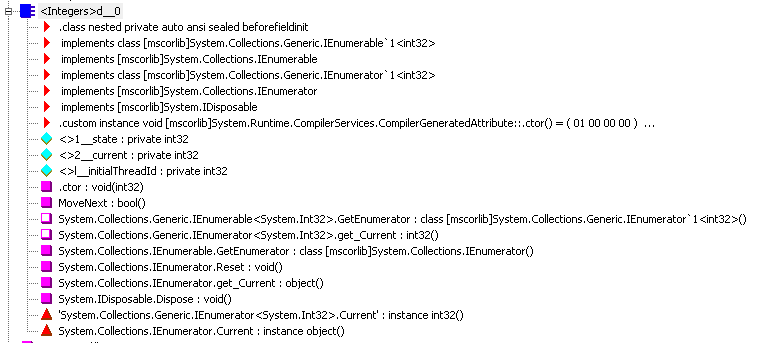 <Integers>d__0
.class nested private auto ansi sealed beforefieldinit
implements class [mscorlib]System.Collections.Generic.IEnumerable`1<int32>
implements [mscorlib]System.Collections.IEnumerable
implements class [mscorlib]System.Collections.Generic.IEnumerator`1<int32>
implements [mscorlib]System.Collections.IEnumerator
implements [mscorlib]System.IDisposable
.custom instance void [mscorlib]System.Runtime.CompilerServices.CompilerGeneratedAttribute::.ctor() = ( 01 00 00 00 ) ...
<>1__state : private int32
<>2__current : private int32
<>l__initialThreadId : private int32
.ctor : void(int32)
MoveNext : bool()
System.Collections.Generic.IEnumerable<System.Int32>.GetEnumerator : class [mscorlib]System.Collections.Generic.IEnumerator`1<int32>()
System.Collections.Generic.IEnumerator<System.Int32>.get_Current : int32()
System.Collections.IEnumerable.GetEnumerator : class [mscorlib]System.Collections.IEnumerator()
System.Collections.IEnumerator.Reset : void()
System.Collections.IEnumerator.get_Current : object()
System.IDisposable.Dispose : void()
'System.Collections.Generic.IEnumerator<System.Int32>.Current' : instance int32()
System.Collections.IEnumerator.Current : instance object()